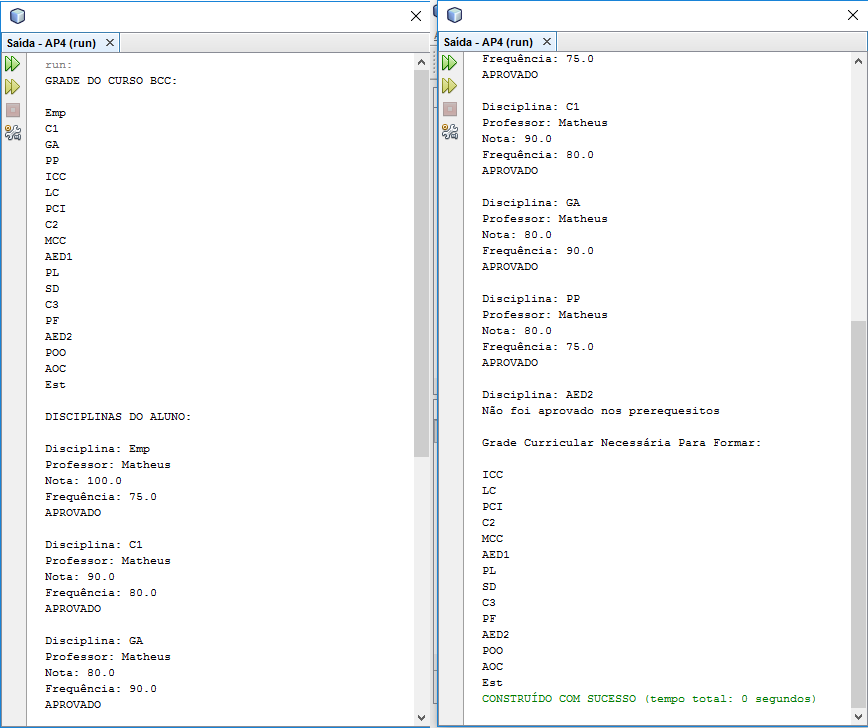 Saída - AP4 (run)
run:
GRADE DO CURSO BCC:
Emp
C1
GA
PP
ICC
LC
PCI
C2
MCC
AED1
PL
SD
C3
PF
AED2
POO
AOC
Est
DISCIPLINAS DO ALUNO:
Disciplina: Emp
Professor: Matheus
Nota: 100.0
Frequência: 75.0
APROVADO
Disciplina: C1
Professor: Matheus
Nota: 90.0
Frequência: 80.0
APROVADO
Disciplina: GA
Professor: Matheus
Nota: 80.0
Frequência: 90.0
APROVADO
Saída - AP4 (run)
Frequência: 75.0
APROVADO
Disciplina: C1
Professor: Matheus
Nota: 90.0
Frequência: 80.0
APROVADO
Disciplina: GA
Professor: Matheus
Nota: 80.0
Frequência: 90.0
APROVADO
Disciplina: PP
Professor: Matheus
Nota: 80.0
Frequência: 75.0
APROVADO
Disciplina: AED2
Não foi aprovado nos prerequesitos
Grade Curricular Necessária Para Formar:
ICC
LC
PCI
C2
MCC
AED1
PL
SD
C3
PF
AED2
POO
AOC
Est
CONSTRUÍDO COM SUCESSO (tempo total: 0 segundos)